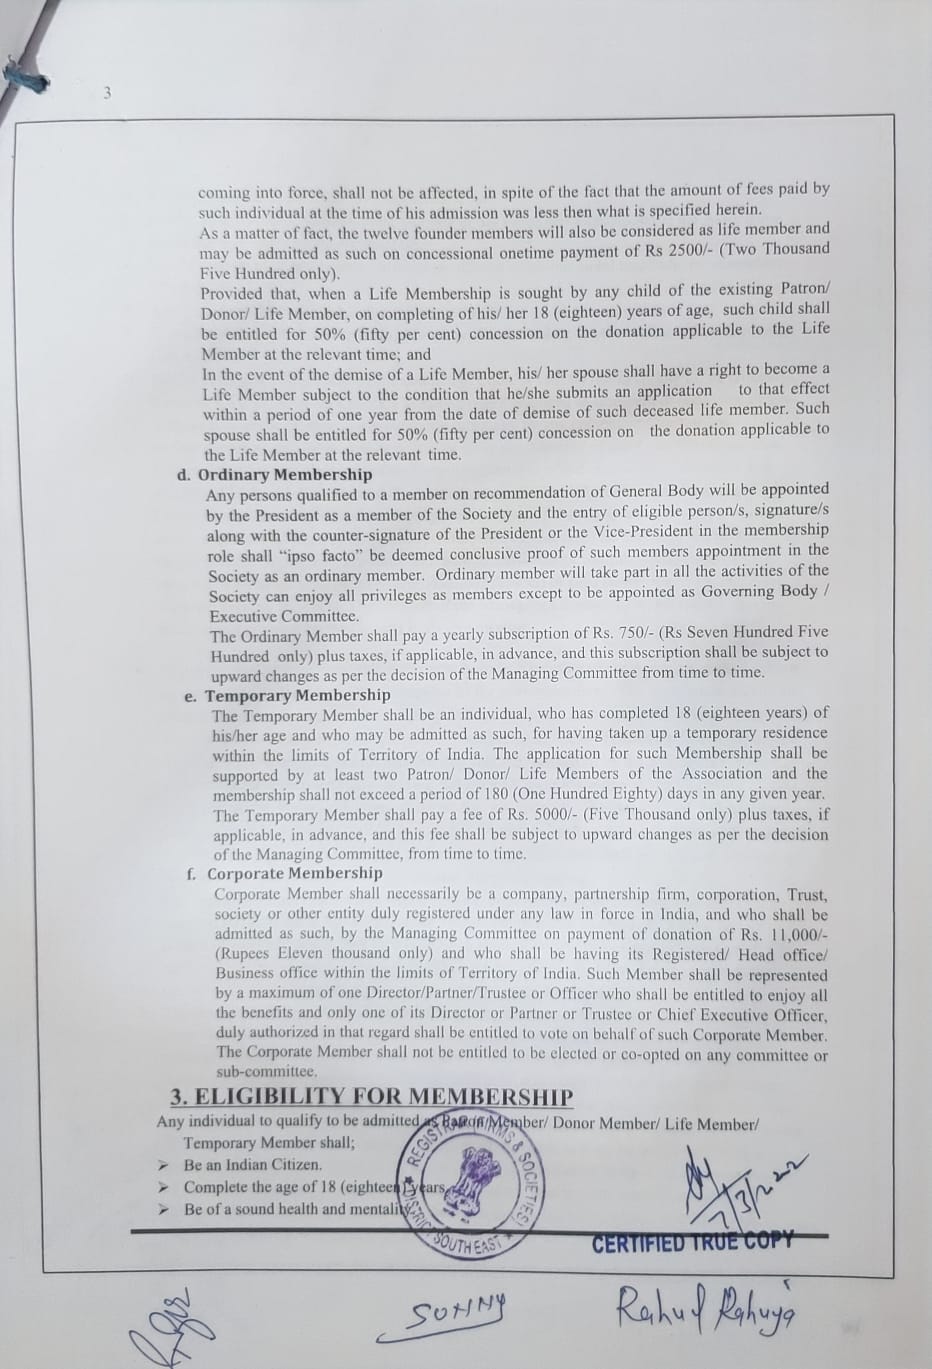 3
coming into force, shall not be affected, in spite of the fact that the amount of fees paid by
such individual at the time of his admission was less then what is specified herein.
As a matter of fact, the twelve founder members will also be considered as life member and
may be admitted as such on concessional onetime payment of Rs 2500/- (Two Thousand
Five Hundred only).
Provided that, when a Life Membership is sought by any child of the existing Patron/
Donor/ Life Member, on completing of his/ her 18 (eighteen) years of age, such child shall
be entitled for 50% (fifty per cent) concession on the donation applicable to the Life
Member at the relevant time; and
In the event of the demise of a Life Member, his/ her spouse shall have a right to become a
Life Member subject to the condition that he/she submits an application to that effect
within a period of one year from the date of demise of such deceased life member. Such
spouse shall be entitled for 50% (fifty per cent) concession on the donation applicable to
the Life Member at the relevant time.
d. Ordinary Membership
Any persons qualified to a member on recommendation of General Body will be appointed
by the President as a member of the Society and the entry of eligible person/s, signature/s
along with the counter-signature of the President or the Vice-President in the membership
role shall “ipso facto” be deemed conclusive proof of such members appointment in the
Society as an ordinary member. Ordinary member will take part in all the activities of the
Society can enjoy all privileges as members except to be appointed as Governing Body /
Executive Committee.
The Ordinary Member shall pay a yearly subscription of Rs. 750/- (Rs Seven Hundred Five
Hundred only) plus taxes, if applicable, in advance, and this subscription shall be subject to
upward changes as per the decision of the Managing Committee from time to time.
e. Temporary Membership
The Temporary Member shall be an individual, who has completed 18 (eighteen years) of
his/her age and who may be admitted as such, for having taken up a temporary residence
within the limits of Territory of India. The application for such Membership shall be
supported by at least two Patron/ Donor/ Life Members of the Association and the
membership shall not exceed a period of 180 (One Hundred Eighty) days in any given year.
The Temporary Member shall pay a fee of Rs. 5000/- (Five Thousand only) plus taxes, if
applicable, in advance, and this fee shall be subject to upward changes as per the decision
of the Managing Committee, from time to time.
f. Corporate Membership
Corporate Member shall necessarily be a company, partnership firm, corporation, Trust,
society or other entity duly registered under any law in force in India, and who shall be
admitted as such, by the Managing Committee on payment of donation of Rs. 11,000/-
(Rupees Eleven thousand only) and who shall be having its Registered/ Head office/
Business office within the limits of Territory of India. Such Member shall be represented
by a maximum of one Director/Partner/Trustee or Officer who shall be entitled to enjoy all
the benefits and only one of its Director or Partner or Trustee or Chief Executive Officer,
duly authorized in that regard shall be entitled to vote on behalf of such Corporate Member.
The Corporate Member shall not be entitled to be elected or co-opted on any committee or
sub-committee.
3. ELIGIBILITY FOR MEMBERSHIP
Any individual to qualify to be admitted as Patron/Member/ Donor Member/ Life Member/
Temporary Member shall;
➢ Be an Indian Citizen.
➢ Complete the age of 18 (eighteen) years
➢ Be of a sound health and mentality
REGISTRAR FIRMS & SOCIETIES
DISTRICT SOUTH EAST
7/3/2022
CERTIFIED TRUE COPY
SUNNY
Rahul Rahuja